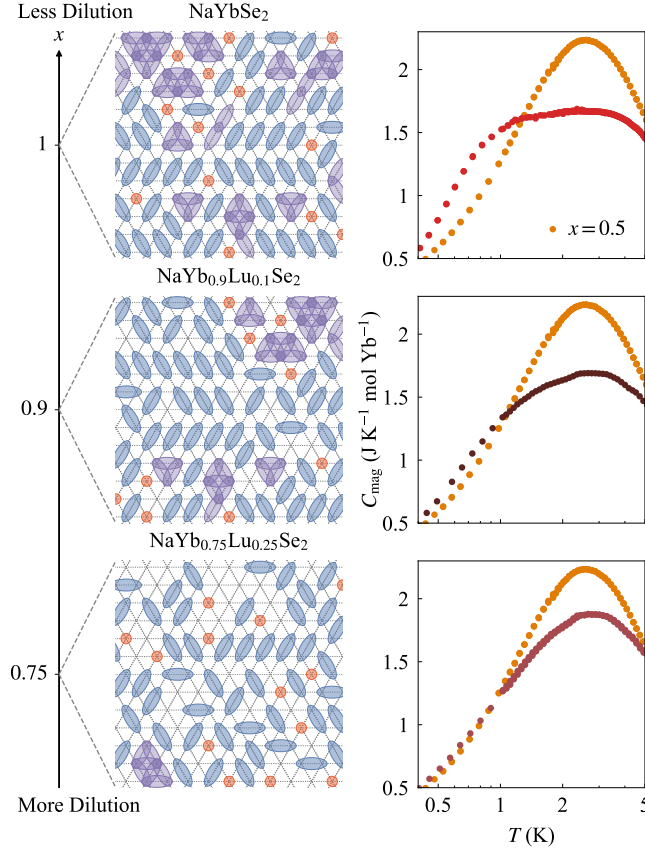 Less Dilution
NaYbSe₂
x
1
2
1.5
1
0.5
x = 0.5
NaYb₀.₉Lu₀.₁Se₂
0.9
2
1.5
1
0.5
C_mag (J K⁻¹ mol Yb⁻¹)
NaYb₀.₇₅Lu₀.₂₅Se₂
0.75
2
1.5
1
0.5
0.5 1 2 5
More Dilution
T (K)